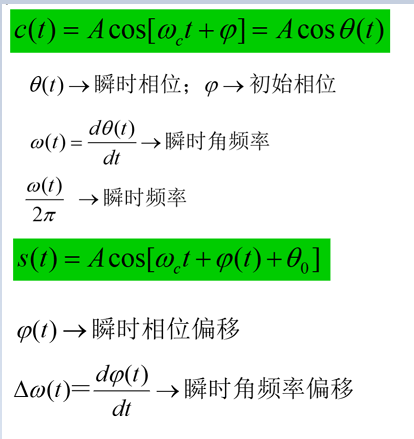 c(t) = A cos[ω_c t + φ] = A cos θ(t)
θ(t) → 瞬时相位；φ → 初始相位
ω(t) = dθ(t)/dt → 瞬时角频率
ω(t)/2π → 瞬时频率
s(t) = A cos[ω_c t + φ(t) + θ_0]
φ(t) → 瞬时相位偏移
Δω(t) = dφ(t)/dt → 瞬时角频率偏移